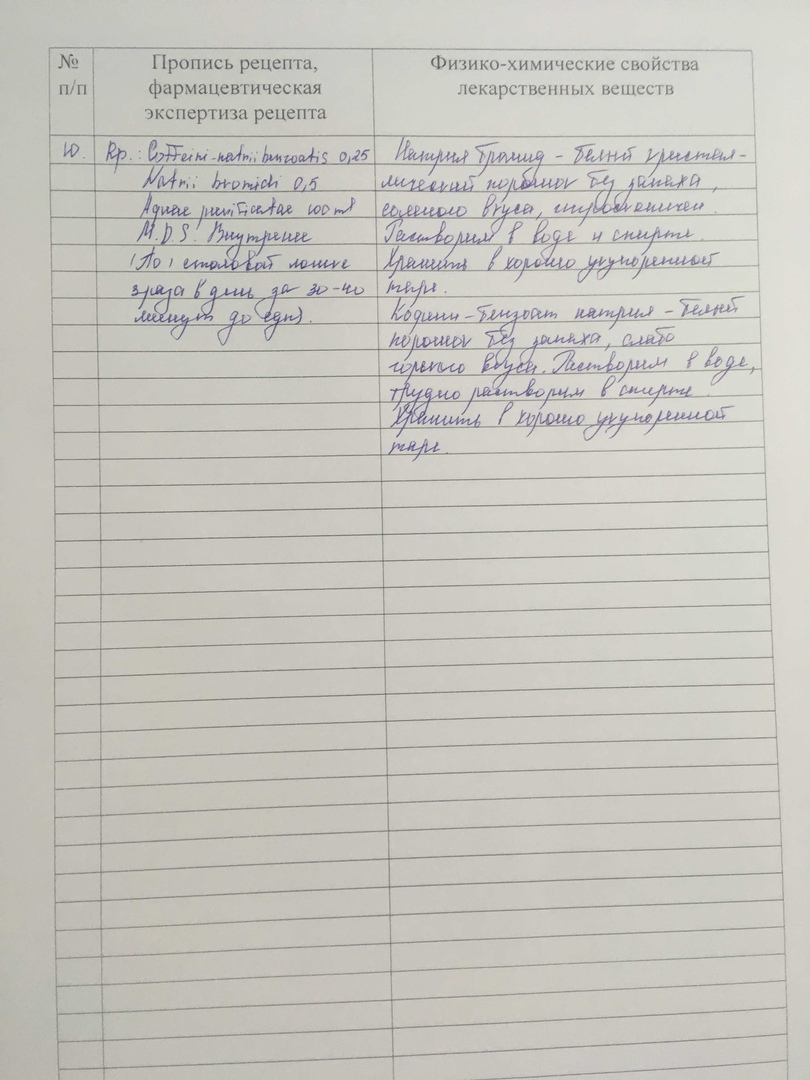 № п/п
Пропись рецепта, фармацевтическая экспертиза рецепта
Физико-химические свойства лекарственных веществ
10.
Rp.: Coffeini-natrii benzoatis 0,25
Natrii bromidi 0,5
Aquae purificatae 100 ml
M.D.S. Внутренее
(По 1 столовой ложке
3 раза в день за 30-40
минут до еды).
Натрия бромид - белый кристал-
лический порошок без запаха,
соленого вкуса, гигроскопичен.
Растворим в воде и спирте.
Хранить в хорошо укупоренной
таре.
Кофеин-бензоат натрия - белый
порошок без запаха, слабо
горького вкуса. Растворим в воде,
трудно растворим в спирте.
Хранить в хорошо укупоренной
таре.